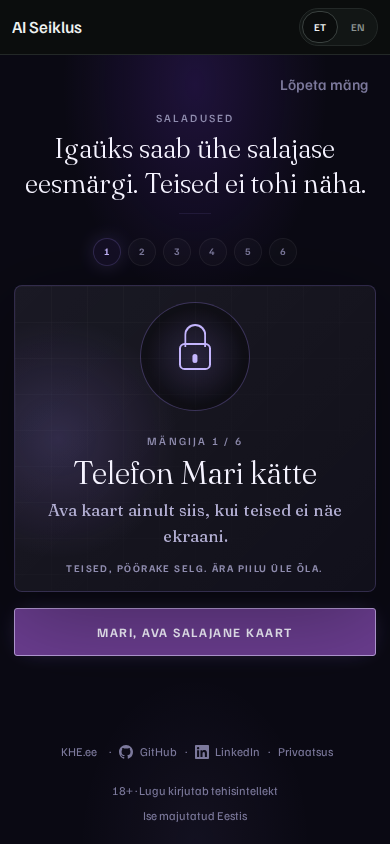 AI Seiklus
ET EN
Lõpeta mäng
SALADUSED
Igaüks saab ühe salajase
eesmärgi. Teised ei tohi näha.
1 2 3 4 5 6
MÄNGIJA 1 / 6
Telefon Mari kätte
Ava kaart ainult siis, kui teised ei näe
ekraani.
TEISED, PÖÖRAKE SELG. ÄRA PIILU ÜLE ÕLA.
MARI, AVA SALAJANE KAART
KHE.ee · GitHub · LinkedIn · Privaatsus
18+ · Lugu kirjutab tehisintellekt
Ise majutatud Eestis